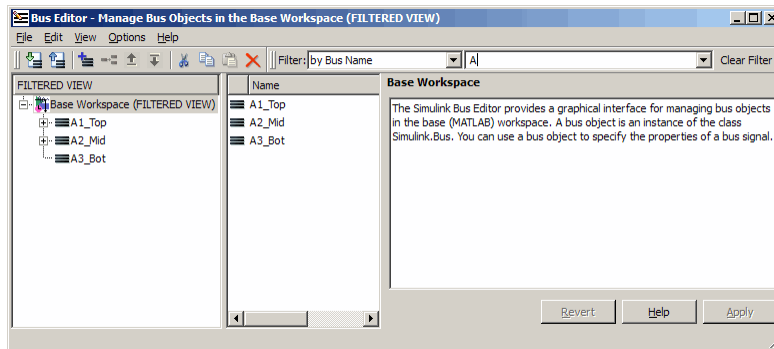 Bus Editor - Manage Bus Objects in the Base Workspace (FILTERED VIEW)
File Edit View Options Help
Filter: by Bus Name A Clear Filter
FILTERED VIEW
Base Workspace (FILTERED VIEW)
A1_Top
A2_Mid
A3_Bot
Name
A1_Top
A2_Mid
A3_Bot
Base Workspace
The Simulink Bus Editor provides a graphical interface for managing bus objects
in the base (MATLAB) workspace. A bus object is an instance of the class
Simulink.Bus. You can use a bus object to specify the properties of a bus signal.
Revert Help Apply